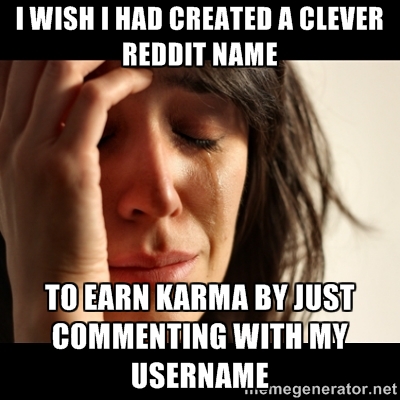 I WISH I HAD CREATED A CLEVER
REDDIT NAME
TO EARN KARMA BY JUST
COMMENTING WITH MY
USERNAME
memegenerator.net